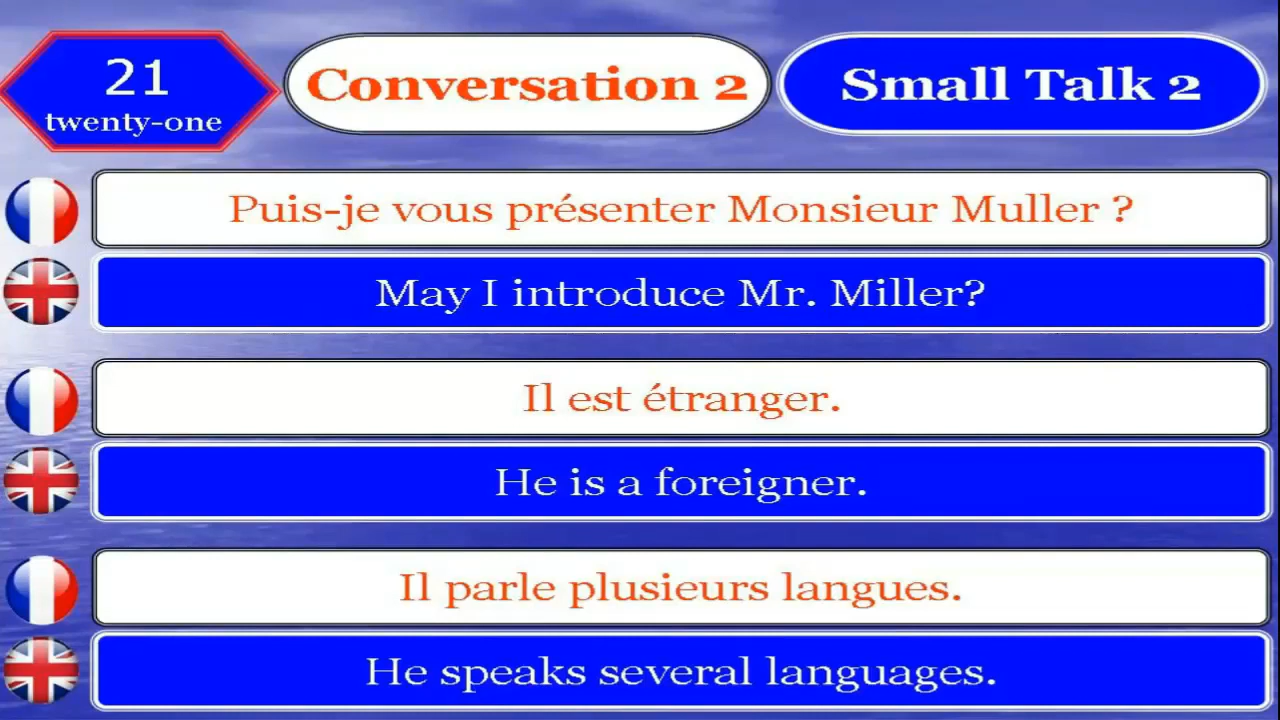 21
twenty-one
Conversation 2
Small Talk 2
Puis-je vous présenter Monsieur Muller ?
May I introduce Mr. Miller?
Il est étranger.
He is a foreigner.
Il parle plusieurs langues.
He speaks several languages.